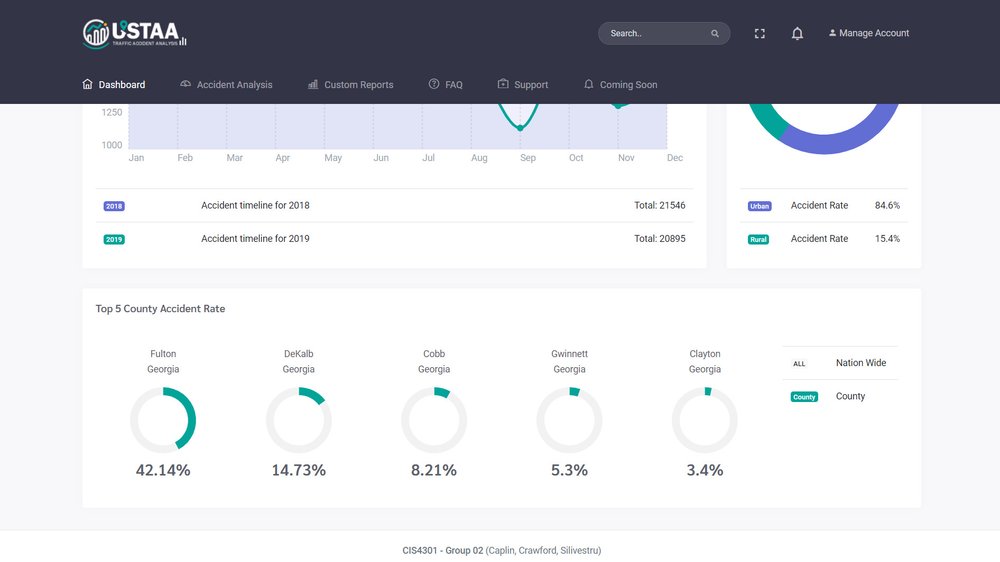 USTAA
TRAFFIC ACCIDENT ANALYSIS
Search..
Manage Account
Dashboard
Accident Analysis
Custom Reports
FAQ
Support
Coming Soon
1250
1000
Jan Feb Mar Apr May Jun Jul Aug Sep Oct Nov Dec
2018 Accident timeline for 2018 Total: 21546
2019 Accident timeline for 2019 Total: 20895
Urban Accident Rate 84.6%
Rural Accident Rate 15.4%
Top 5 County Accident Rate
Fulton
Georgia
42.14%
DeKalb
Georgia
14.73%
Cobb
Georgia
8.21%
Gwinnett
Georgia
5.3%
Clayton
Georgia
3.4%
ALL Nation Wide
County County
CIS4301 - Group 02 (Caplin, Crawford, Silivestru)